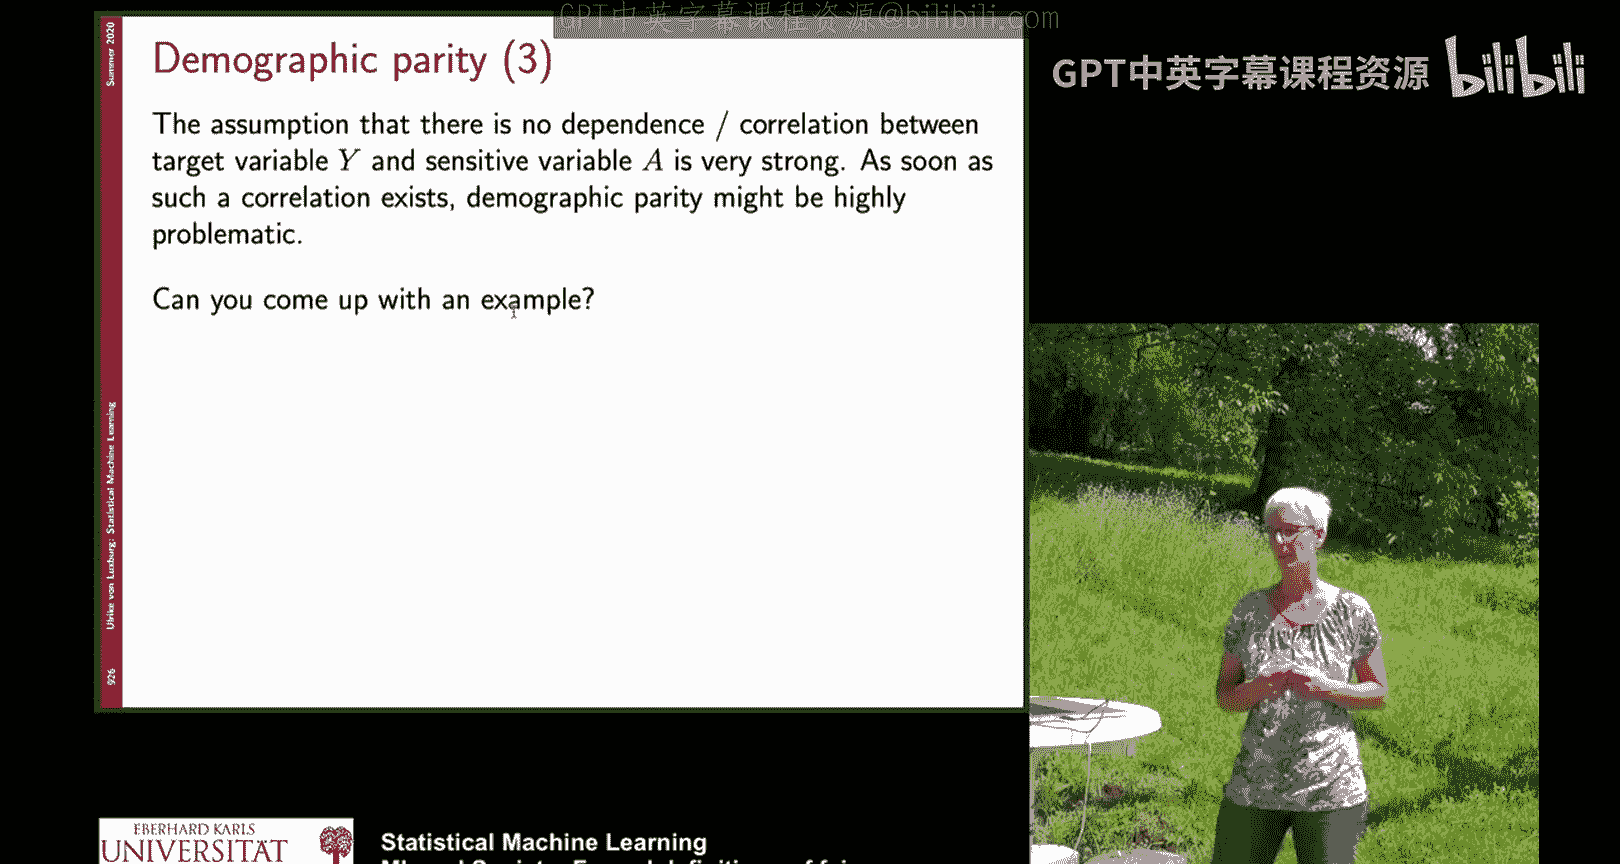 GPT中英字幕课程资源@bilibili.com
GPT中英字幕课程资源 bilibili
Summer 2020
Demographic parity (3)
The assumption that there is no dependence / correlation between
target variable Y and sensitive variable A is very strong. As soon as
such a correlation exists, demographic parity might be highly
problematic.
Can you come up with an example?
Ulrike von Luxburg: Statistical Machine Learning
926
EBERHARD KARLS
UNIVERSITÄT
Statistical Machine Learning